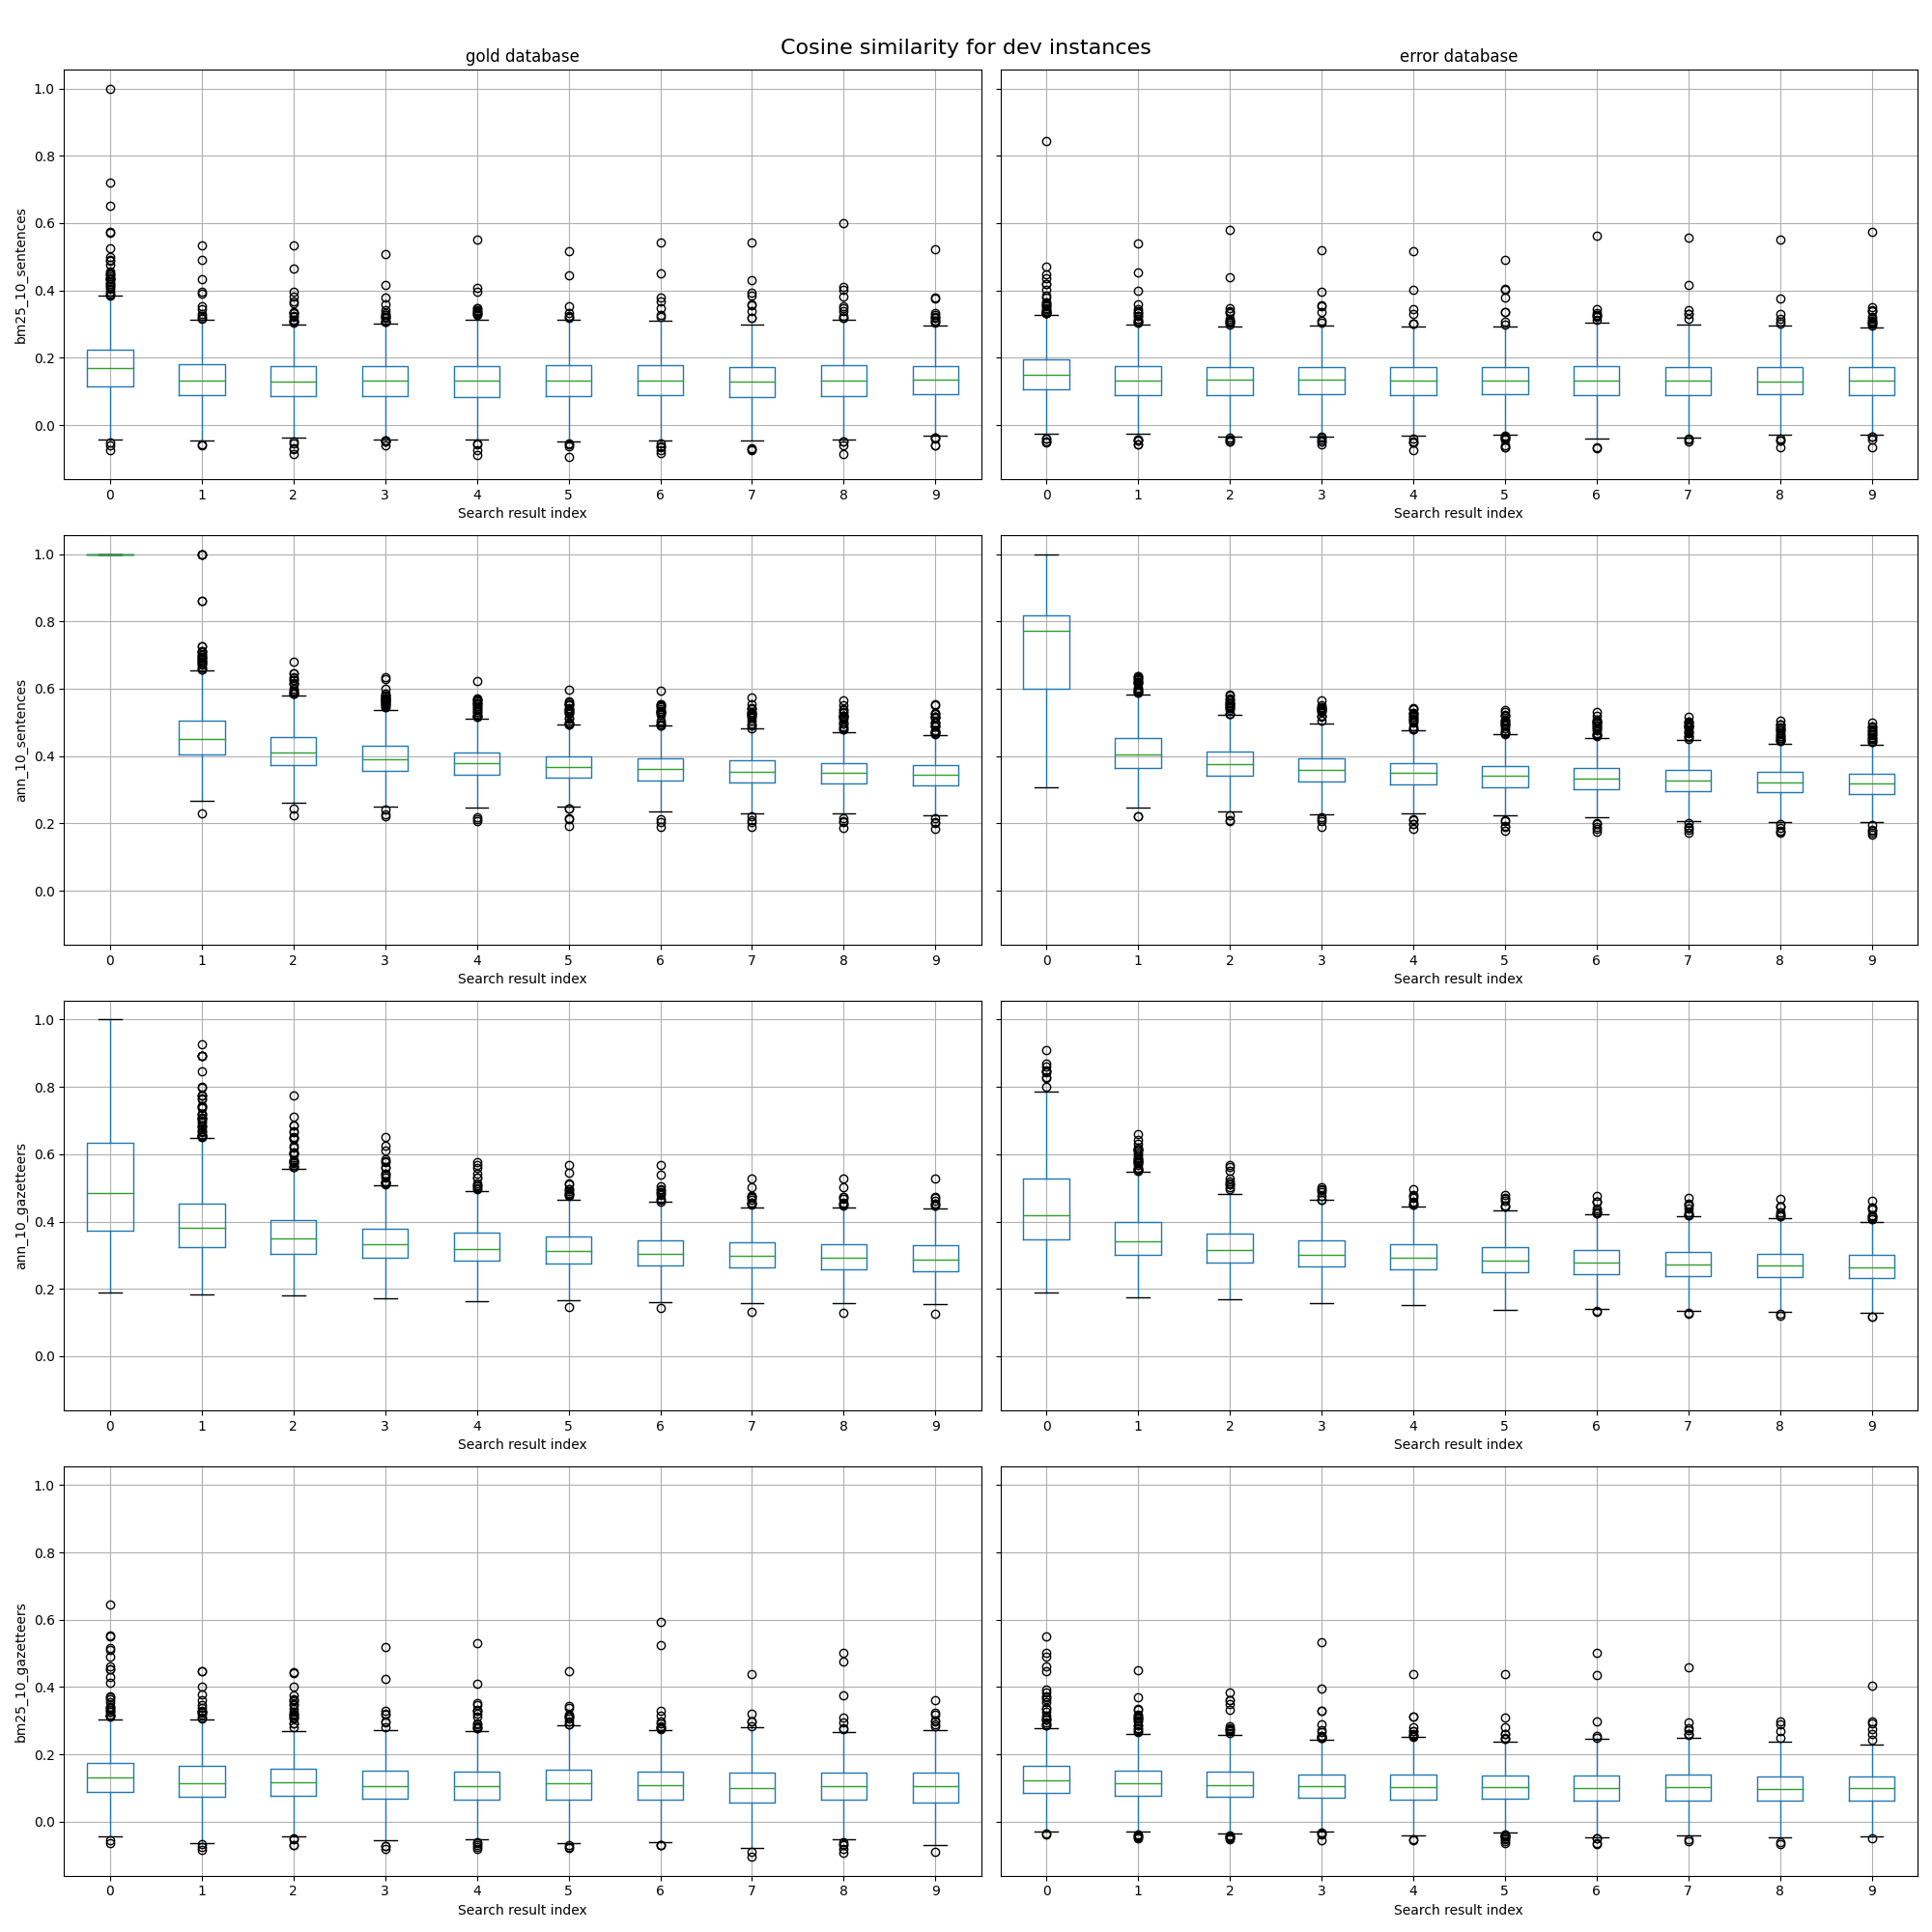 Cosine similarity for dev instances
gold database
error database
bm25_10_sentences
1.0
0.8
0.6
0.4
0.2
0.0
0 1 2 3 4 5 6 7 8 9
Search result index
0 1 2 3 4 5 6 7 8 9
Search result index
ann_10_sentences
1.0
0.8
0.6
0.4
0.2
0.0
0 1 2 3 4 5 6 7 8 9
Search result index
0 1 2 3 4 5 6 7 8 9
Search result index
ann_10_gazetteers
1.0
0.8
0.6
0.4
0.2
0.0
0 1 2 3 4 5 6 7 8 9
Search result index
0 1 2 3 4 5 6 7 8 9
Search result index
bm25_10_gazetteers
1.0
0.8
0.6
0.4
0.2
0.0
0 1 2 3 4 5 6 7 8 9
Search result index
0 1 2 3 4 5 6 7 8 9
Search result index